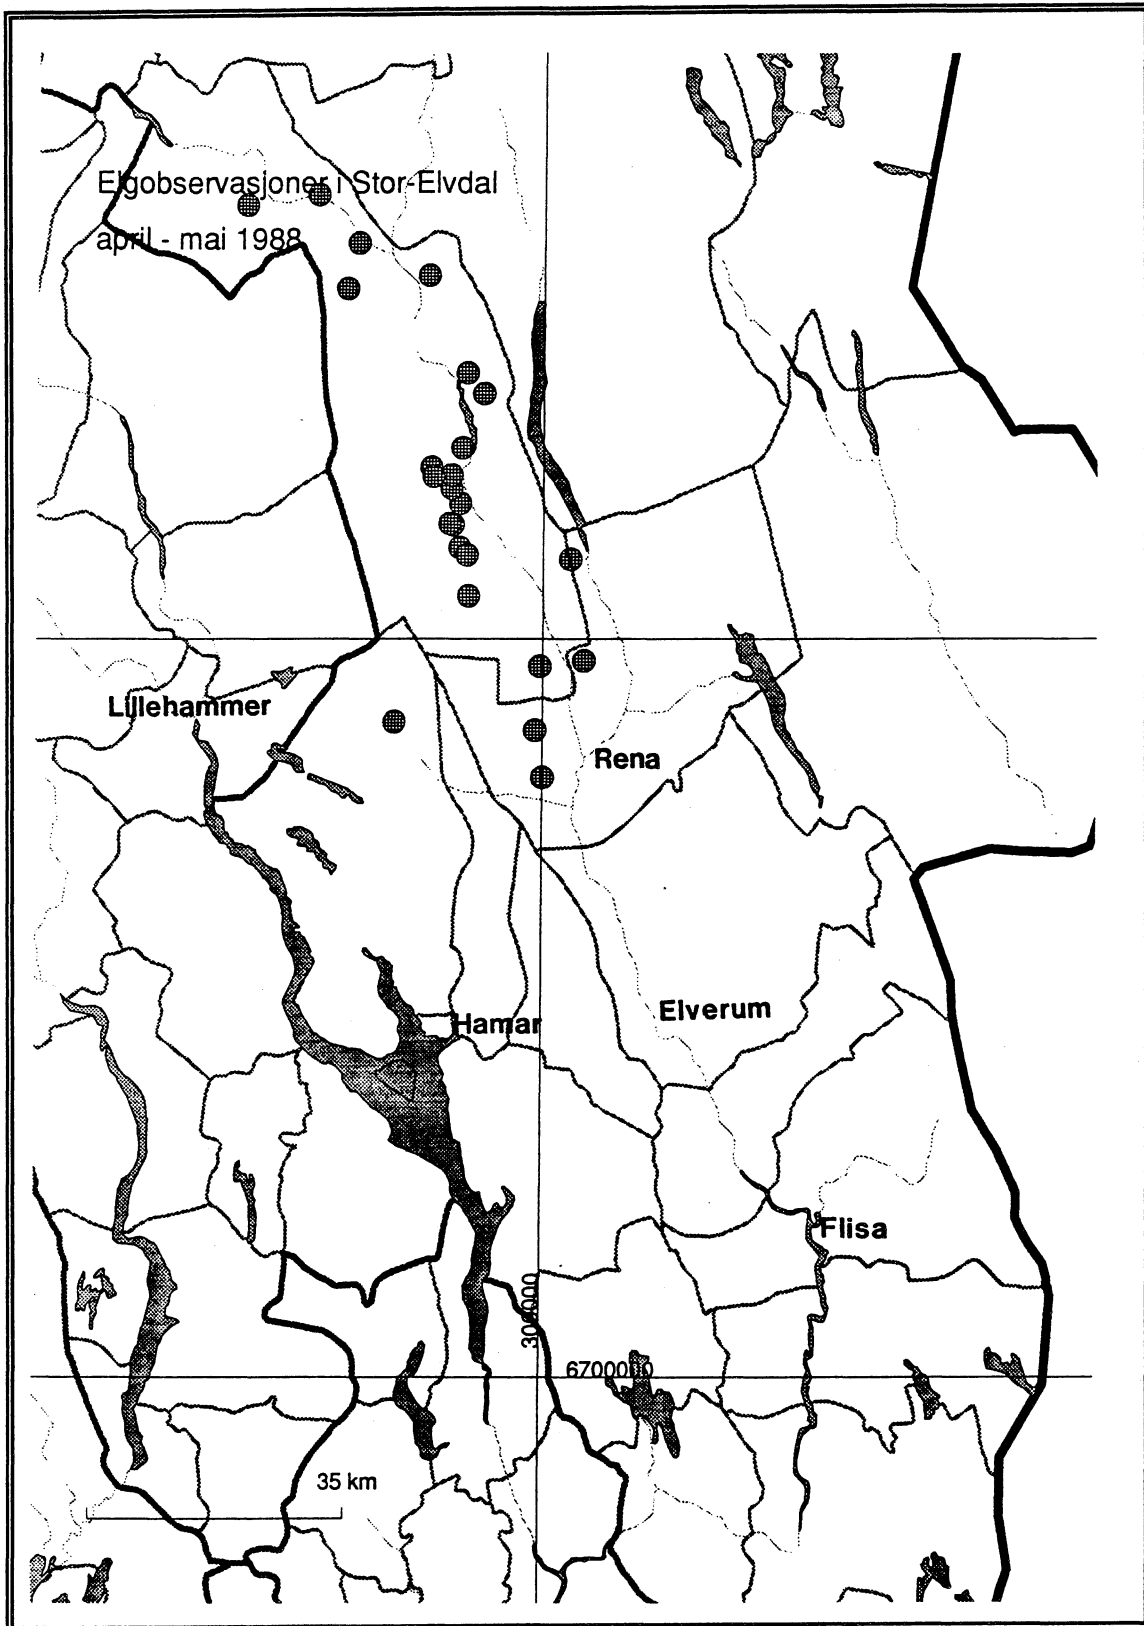 Elgobservasjoner i Stor-Elvdal
april - mai 1988
Lillehammer
Rena
Hamar
Elverum
Flisa
300000
6700000
35 km